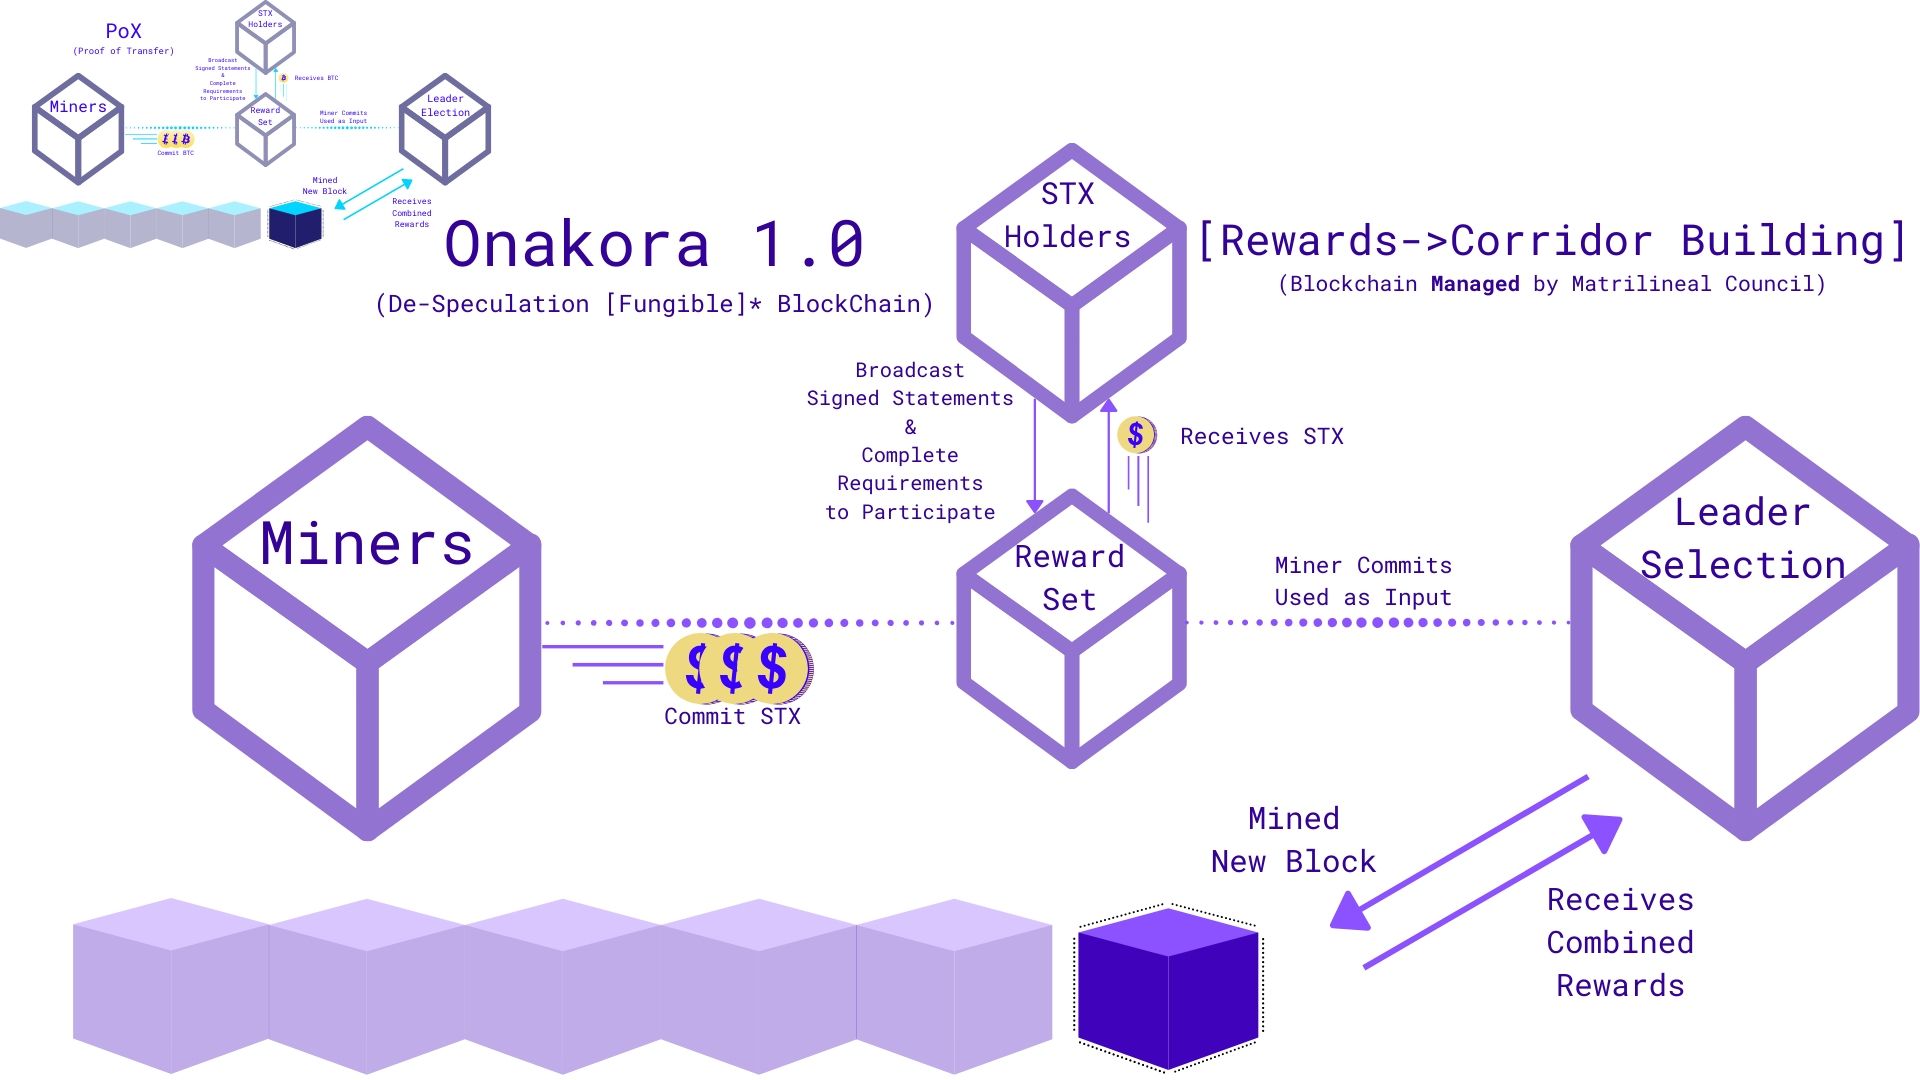 PoX
(Proof of Transfer)
STX
Holders
Broadcast
Signed Statements
&
Complete
Requirements
to Participate
Receives BTC
Miners
Reward
Set
Leader
Election
Commit BTC
Miner Commits
Used as Input
Mined
New Block
Receives
Combined
Rewards
Onakora 1.0
(De-Speculation [Fungible]* BlockChain)
STX
Holders
[Rewards->Corridor Building]
(Blockchain Managed by Matrilineal Council)
Broadcast
Signed Statements
&
Complete
Requirements
to Participate
$
Receives STX
Miners
Reward
Set
Miner Commits
Used as Input
Leader
Selection
$ $ $
Commit STX
Mined
New Block
Receives
Combined
Rewards